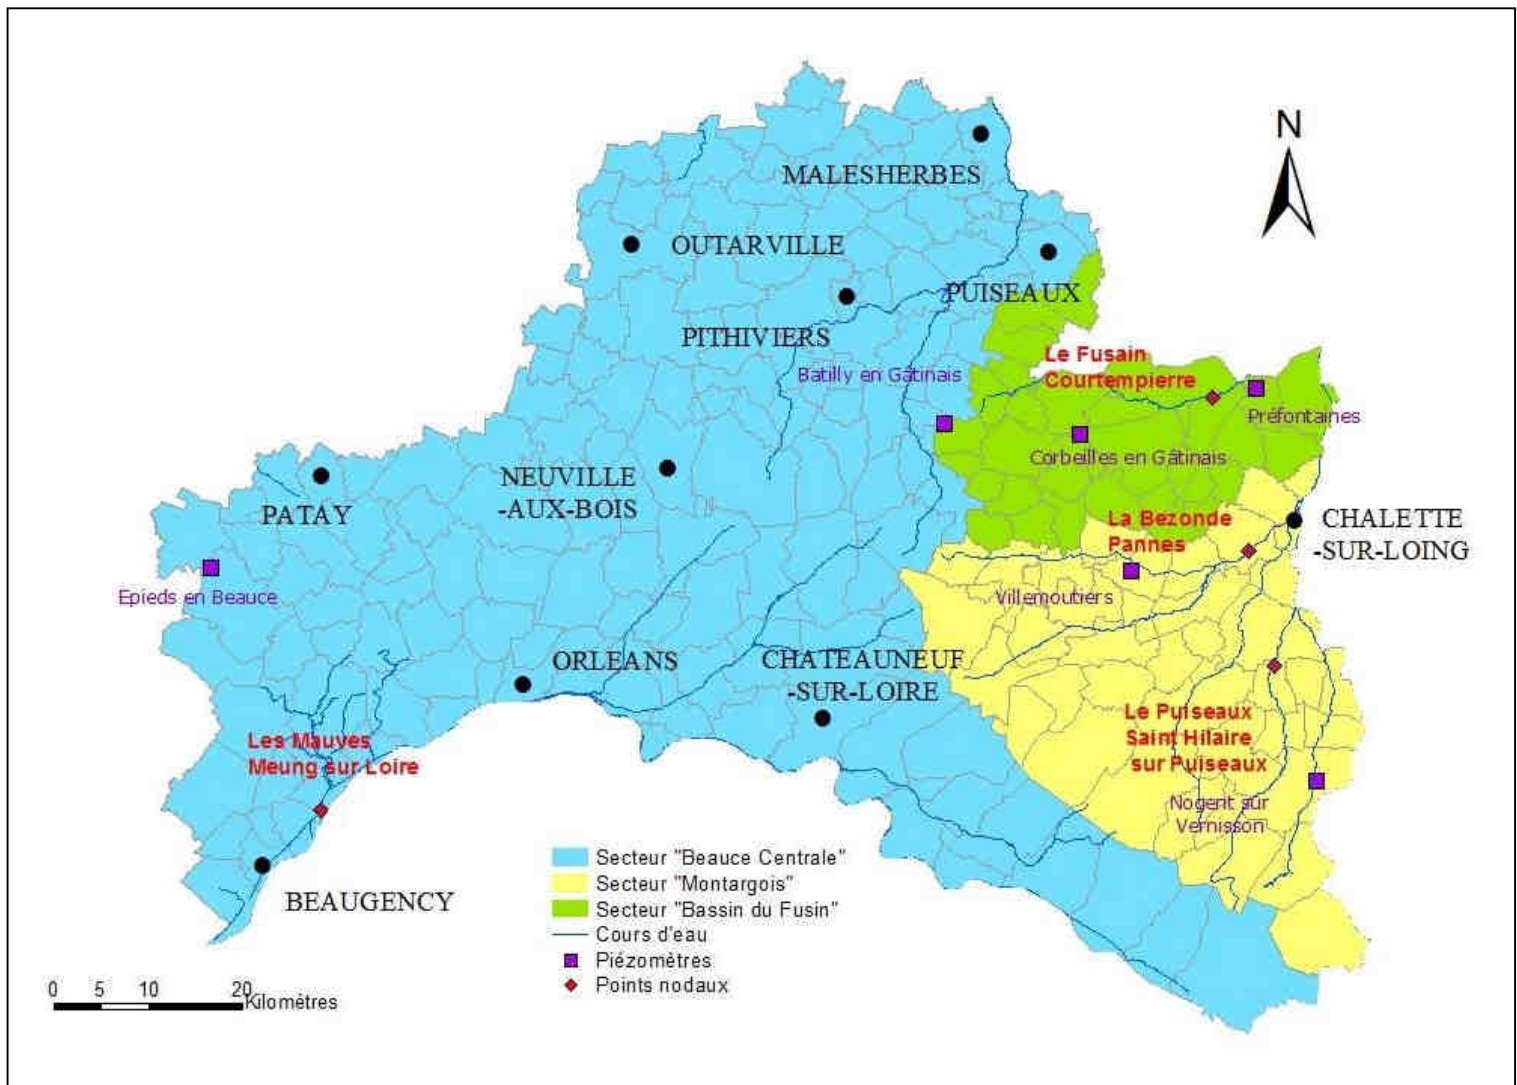 N
MALESHERBES
OUTARVILLE
PUISEAUX
PITHIVIERS
Le Fusain
Courtempierre
Batilly en Gâtinais
Préfontaines
Corbeilles en Gâtinais
NEUVILLE
-AUX-BOIS
PATAY
La Bezonde
Pannes
CHALETTE
-SUR-LOING
Epieds en Beauce
Villemoutiers
ORLEANS
CHATEAUNEUF
-SUR-LOIRE
Les Mauves
Meung sur Loire
Le Puiseaux
Saint Hilaire
sur Puiseaux
Nogent sur
Vernisson
BEAUGENCY
Secteur "Beauce Centrale"
Secteur "Montargois"
Secteur "Bassin du Fusin"
Cours d'eau
Piézomètres
Points nodaux
0 5 10 20
Kilomètres